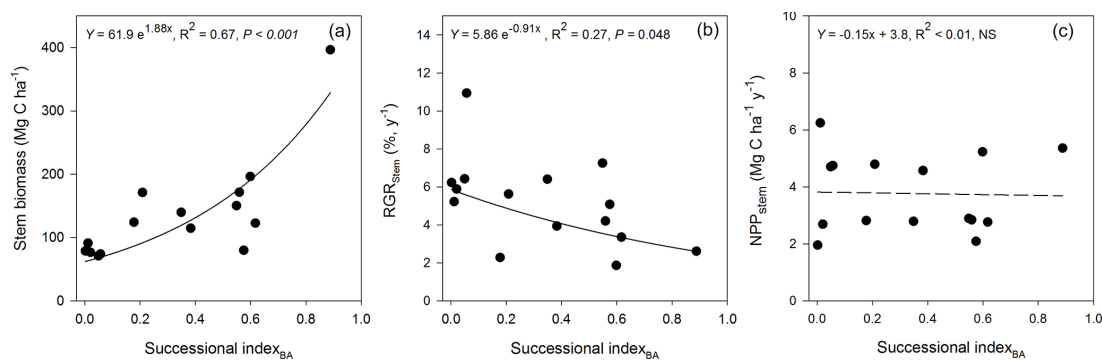 Y = 61.9 e^1.88x, R² = 0.67, P < 0.001
(a)
Stem biomass (Mg C ha⁻¹)
400
300
200
100
0
0.0 0.2 0.4 0.6 0.8 1.0
Successional index_BA
Y = 5.86 e^-0.91x, R² = 0.27, P = 0.048
(b)
RGR_Stem (%, y⁻¹)
14
12
10
8
6
4
2
0
0.0 0.2 0.4 0.6 0.8 1.0
Successional index_BA
Y = -0.15x + 3.8, R² < 0.01, NS
(c)
NPP_stem (Mg C ha⁻¹ y⁻¹)
10
8
6
4
2
0
0.0 0.2 0.4 0.6 0.8 1.0
Successional index_BA